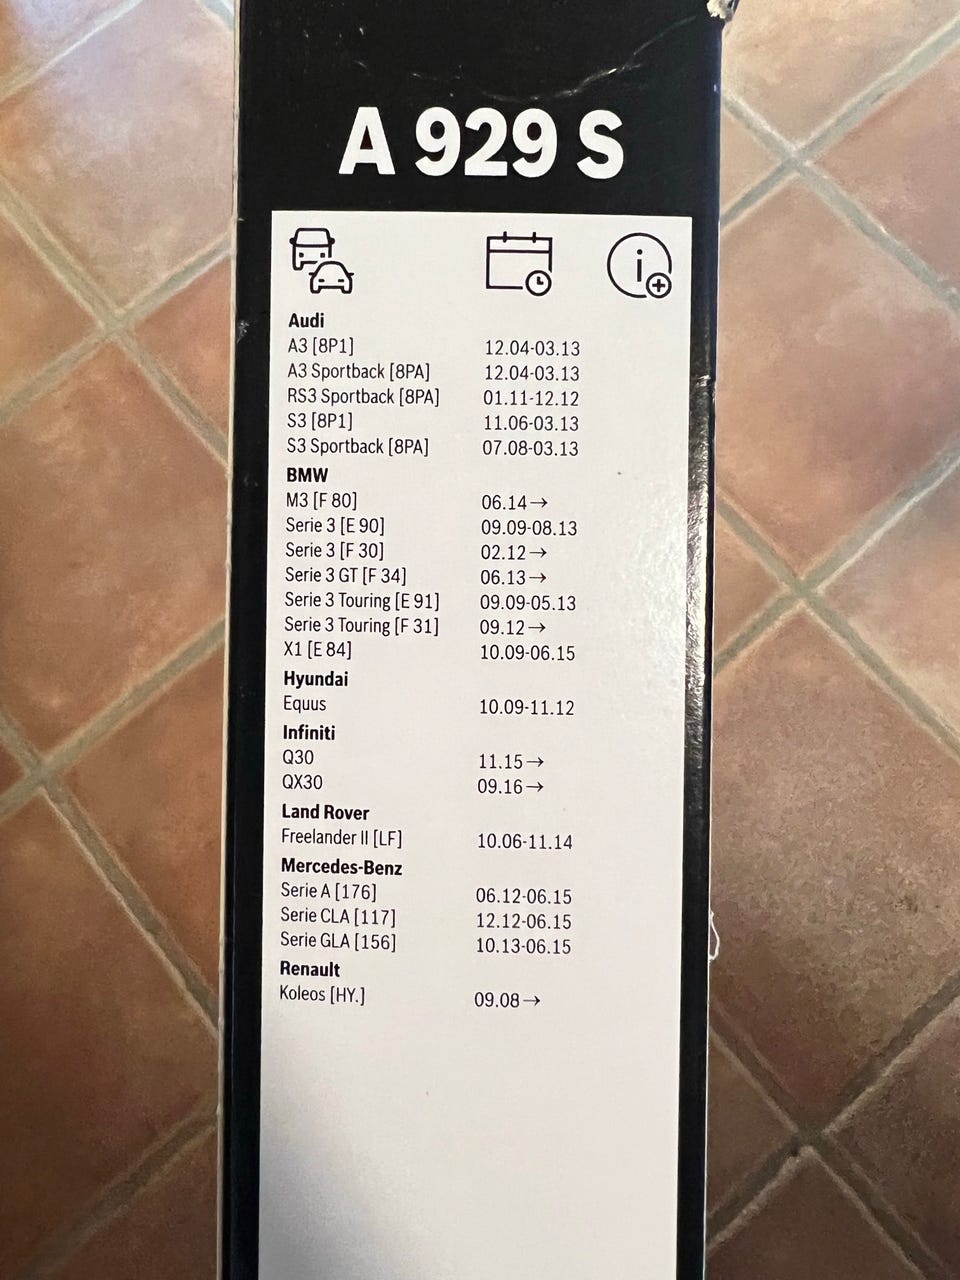 A 929 S
Audi
A3 [8P1] 12.04-03.13
A3 Sportback [8PA] 12.04-03.13
RS3 Sportback [8PA] 01.11-12.12
S3 [8P1] 11.06-03.13
S3 Sportback [8PA] 07.08-03.13
BMW
M3 [F 80] 06.14→
Serie 3 [E 90] 09.09-08.13
Serie 3 [F 30] 02.12→
Serie 3 GT [F 34] 06.13→
Serie 3 Touring [E 91] 09.09-05.13
Serie 3 Touring [F 31] 09.12→
X1 [E 84] 10.09-06.15
Hyundai
Equus 10.09-11.12
Infiniti
Q30 11.15→
QX30 09.16→
Land Rover
Freelander II [LF] 10.06-11.14
Mercedes-Benz
Serie A [176] 06.12-06.15
Serie CLA [117] 12.12-06.15
Serie GLA [156] 10.13-06.15
Renault
Koleos [HY.] 09.08→